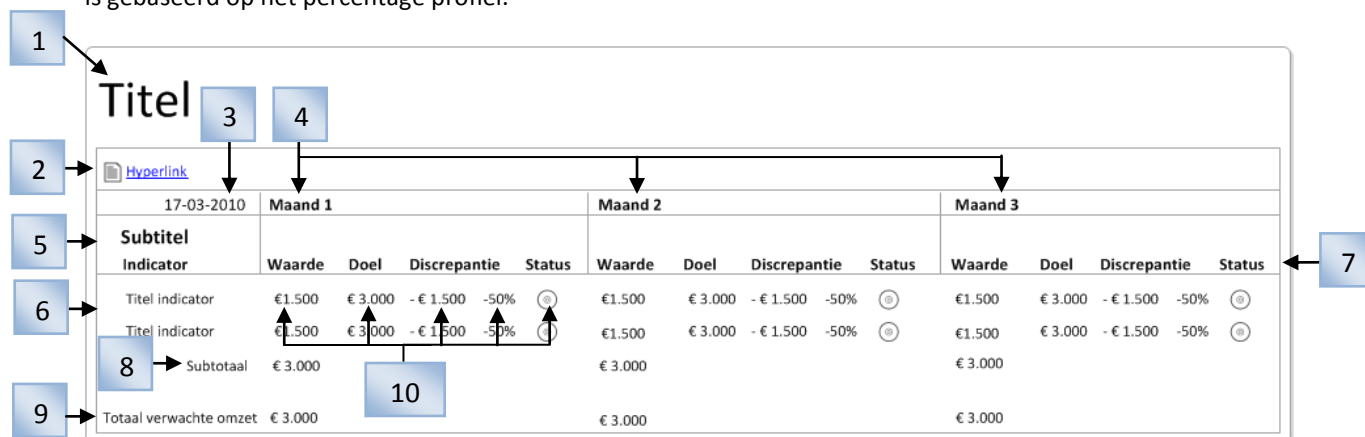 is gebaseerd op het percentage profiel.
1
Titel
3 4
2 Hyperlink
17-03-2010 Maand 1 Maand 2 Maand 3
5 Subtitel
7
Indicator Waarde Doel Discrepantie Status Waarde Doel Discrepantie Status Waarde Doel Discrepantie Status
6
Titel indicator €1.500 € 3.000 - € 1.500 -50% €1.500 € 3.000 - € 1.500 -50% €1.500 € 3.000 - € 1.500 -50%
Titel indicator €1.500 € 3.000 - € 1.500 -50% €1.500 € 3.000 - € 1.500 -50% €1.500 € 3.000 - € 1.500 -50%
8 Subtotaal € 3.000 € 3.000 € 3.000
10
9 Totaal verwachte omzet € 3.000 € 3.000 € 3.000